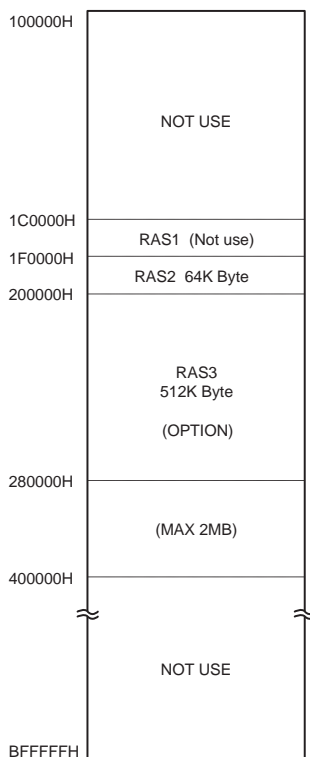 100000H
NOT USE
1C0000H
RAS1 (Not use)
1F0000H
RAS2 64K Byte
200000H
RAS3
512K Byte
(OPTION)
280000H
(MAX 2MB)
400000H
NOT USE
BFFFFFH